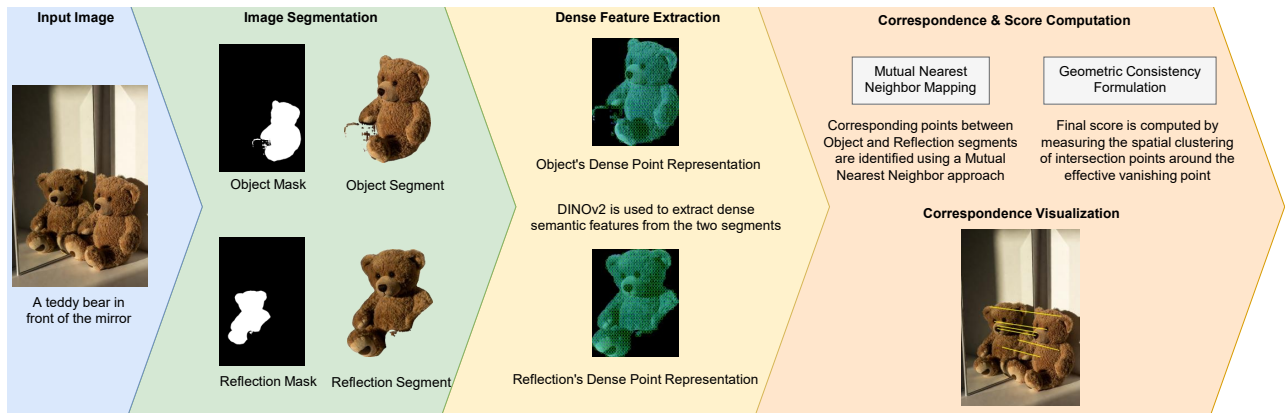 Input Image
A teddy bear in
front of the mirror
Image Segmentation
Object Mask
Object Segment
Reflection Mask
Reflection Segment
Dense Feature Extraction
Object's Dense Point Representation
DINOv2 is used to extract dense
semantic features from the two segments
Reflection's Dense Point Representation
Correspondence & Score Computation
Mutual Nearest
Neighbor Mapping
Corresponding points between
Object and Reflection segments
are identified using a Mutual
Nearest Neighbor approach
Geometric Consistency
Formulation
Final score is computed by
measuring the spatial clustering
of intersection points around the
effective vanishing point
Correspondence Visualization